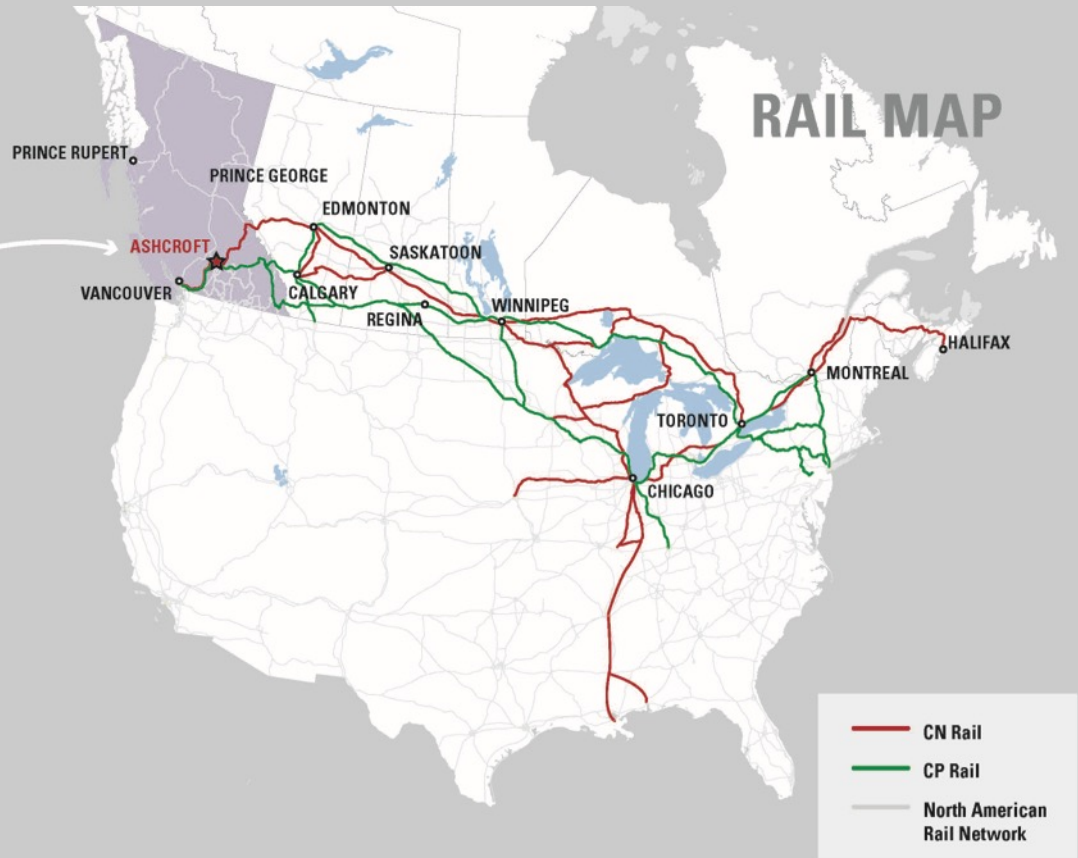 RAIL MAP
PRINCE RUPERT
PRINCE GEORGE
EDMONTON
ASHCROFT
SASKATOON
VANCOUVER
CALGARY
REGINA
WINNIPEG
HALIFAX
MONTREAL
TORONTO
CHICAGO
CN Rail
CP Rail
North American
Rail Network